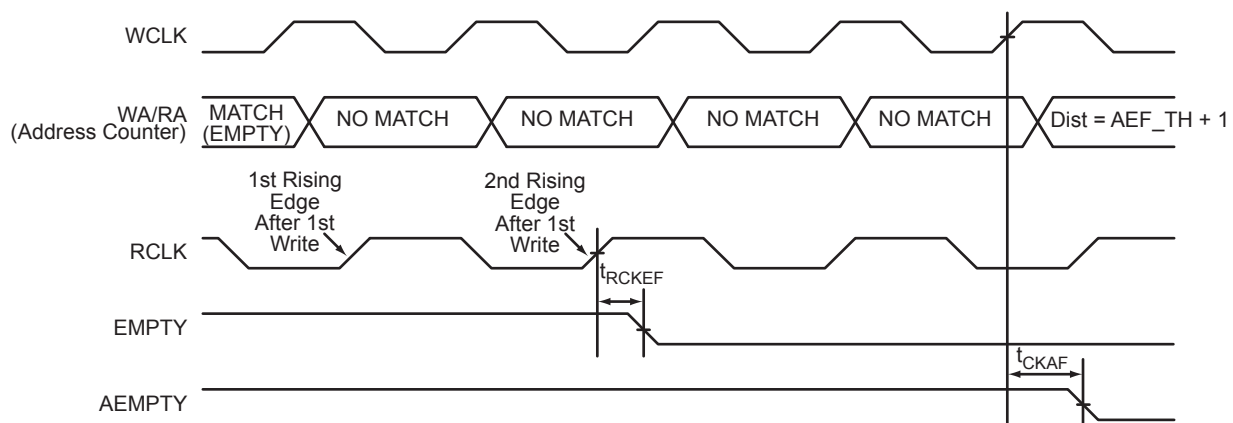 WCLK
WA/RA
(Address Counter)
MATCH
(EMPTY)
NO MATCH
NO MATCH
NO MATCH
NO MATCH
Dist = AEF_TH + 1
1st Rising
Edge
After 1st
Write
2nd Rising
Edge
After 1st
Write
RCLK
tRCKEF
EMPTY
tCKAF
AEMPTY